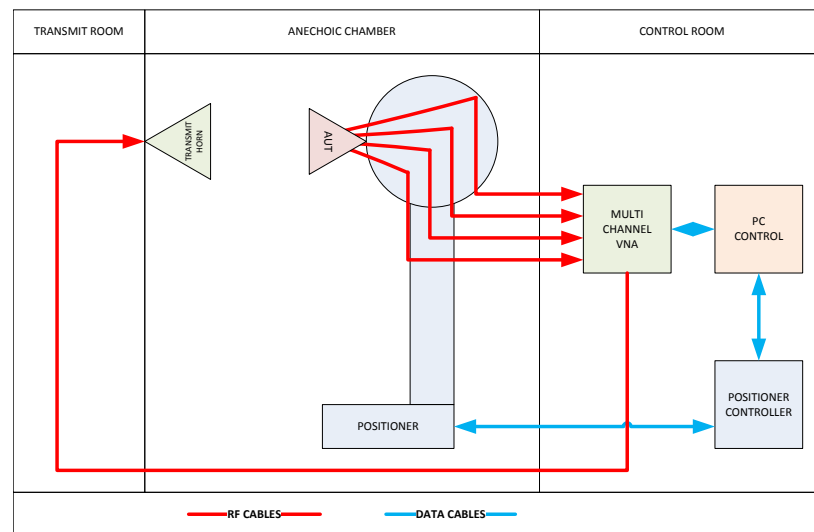 TRANSMIT ROOM
ANECHOIC CHAMBER
CONTROL ROOM
TRANSMIT
HORN
AUT
MULTI
CHANNEL
VNA
PC
CONTROL
POSITIONER
POSITIONER
CONTROLLER
RF CABLES
DATA CABLES